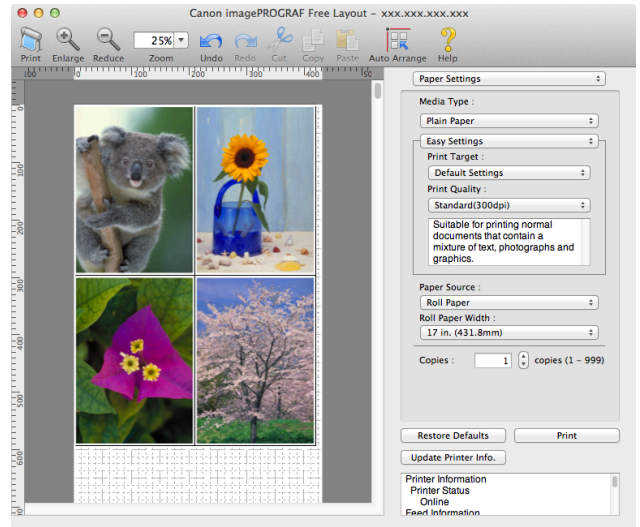 Canon imagePROGRAF Free Layout – xxx.xxx.xxx.xxx
25%
Print Enlarge Reduce Zoom Undo Redo Cut Copy Paste Auto Arrange Help
100 0 100 200 300 400
Paper Settings
Media Type :
Plain Paper
Easy Settings
Print Target :
Default Settings
Print Quality :
Standard(300dpi)
Suitable for printing normal
documents that contain a
mixture of text, photographs and
graphics.
Paper Source :
Roll Paper
Roll Paper Width :
17 in. (431.8mm)
Copies : 1 copies (1 – 999)
Restore Defaults Print
Update Printer Info.
Printer Information
Printer Status
Online
Feed Information
0
100
200
300
400
500
600